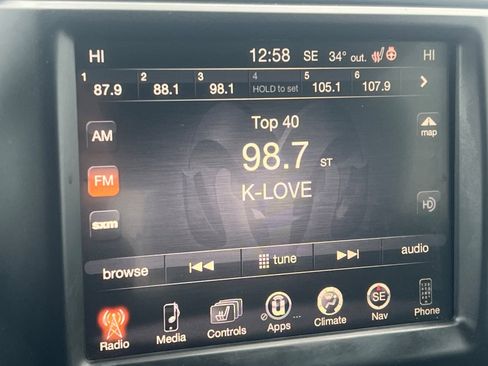 HI 12:58 SE 34° out. HI
1 2 3 4 5 6
87.9 88.1 98.1 HOLD to set 105.1 107.9
AM Top 40 map
98.7 ST
FM K-LOVE
sxm HD
browse tune audio
Radio Media Controls Apps Climate SE Nav Phone